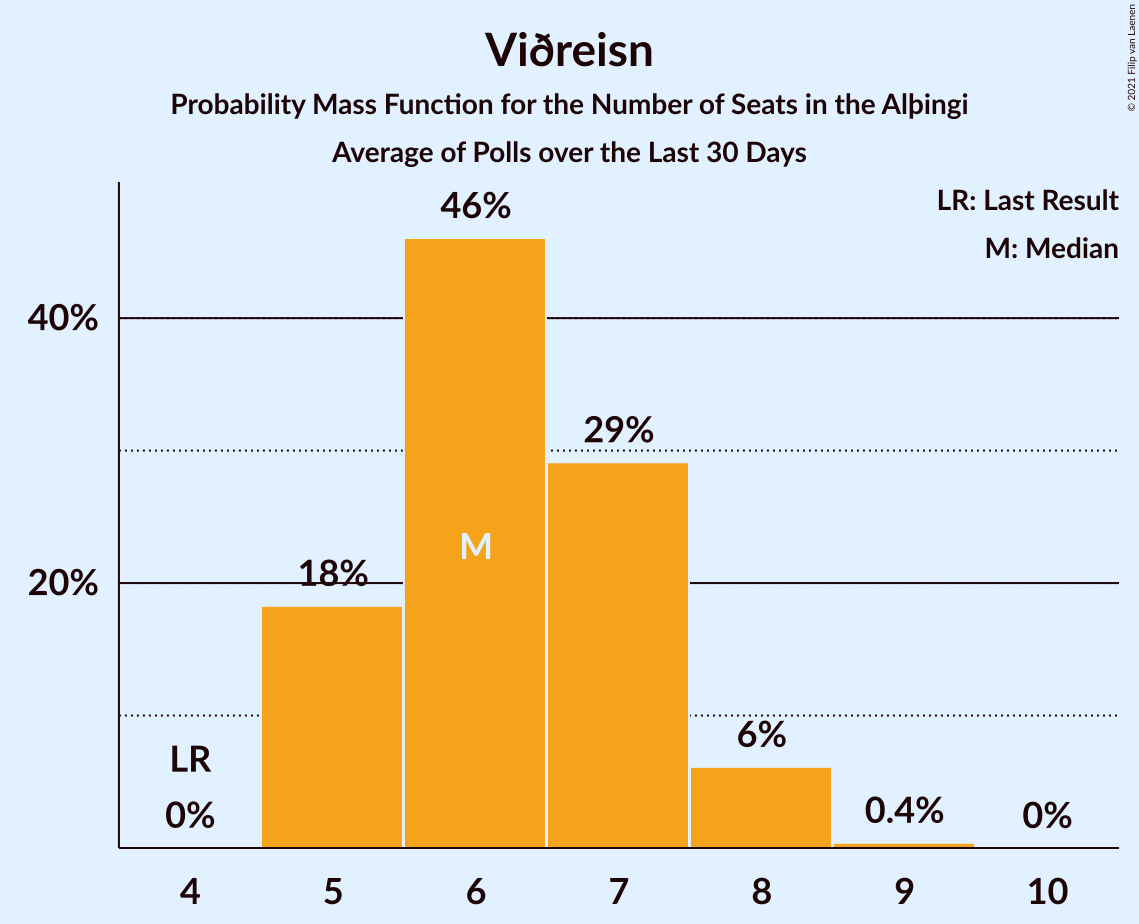 Viðreisn
Probability Mass Function for the Number of Seats in the Alþingi
Average of Polls over the Last 30 Days
© 2021 Filip van Laenen
LR: Last Result
M: Median
46%
40%
29%
M
18%
20%
6%
LR
0%
0.4%
0%
4 5 6 7 8 9 10